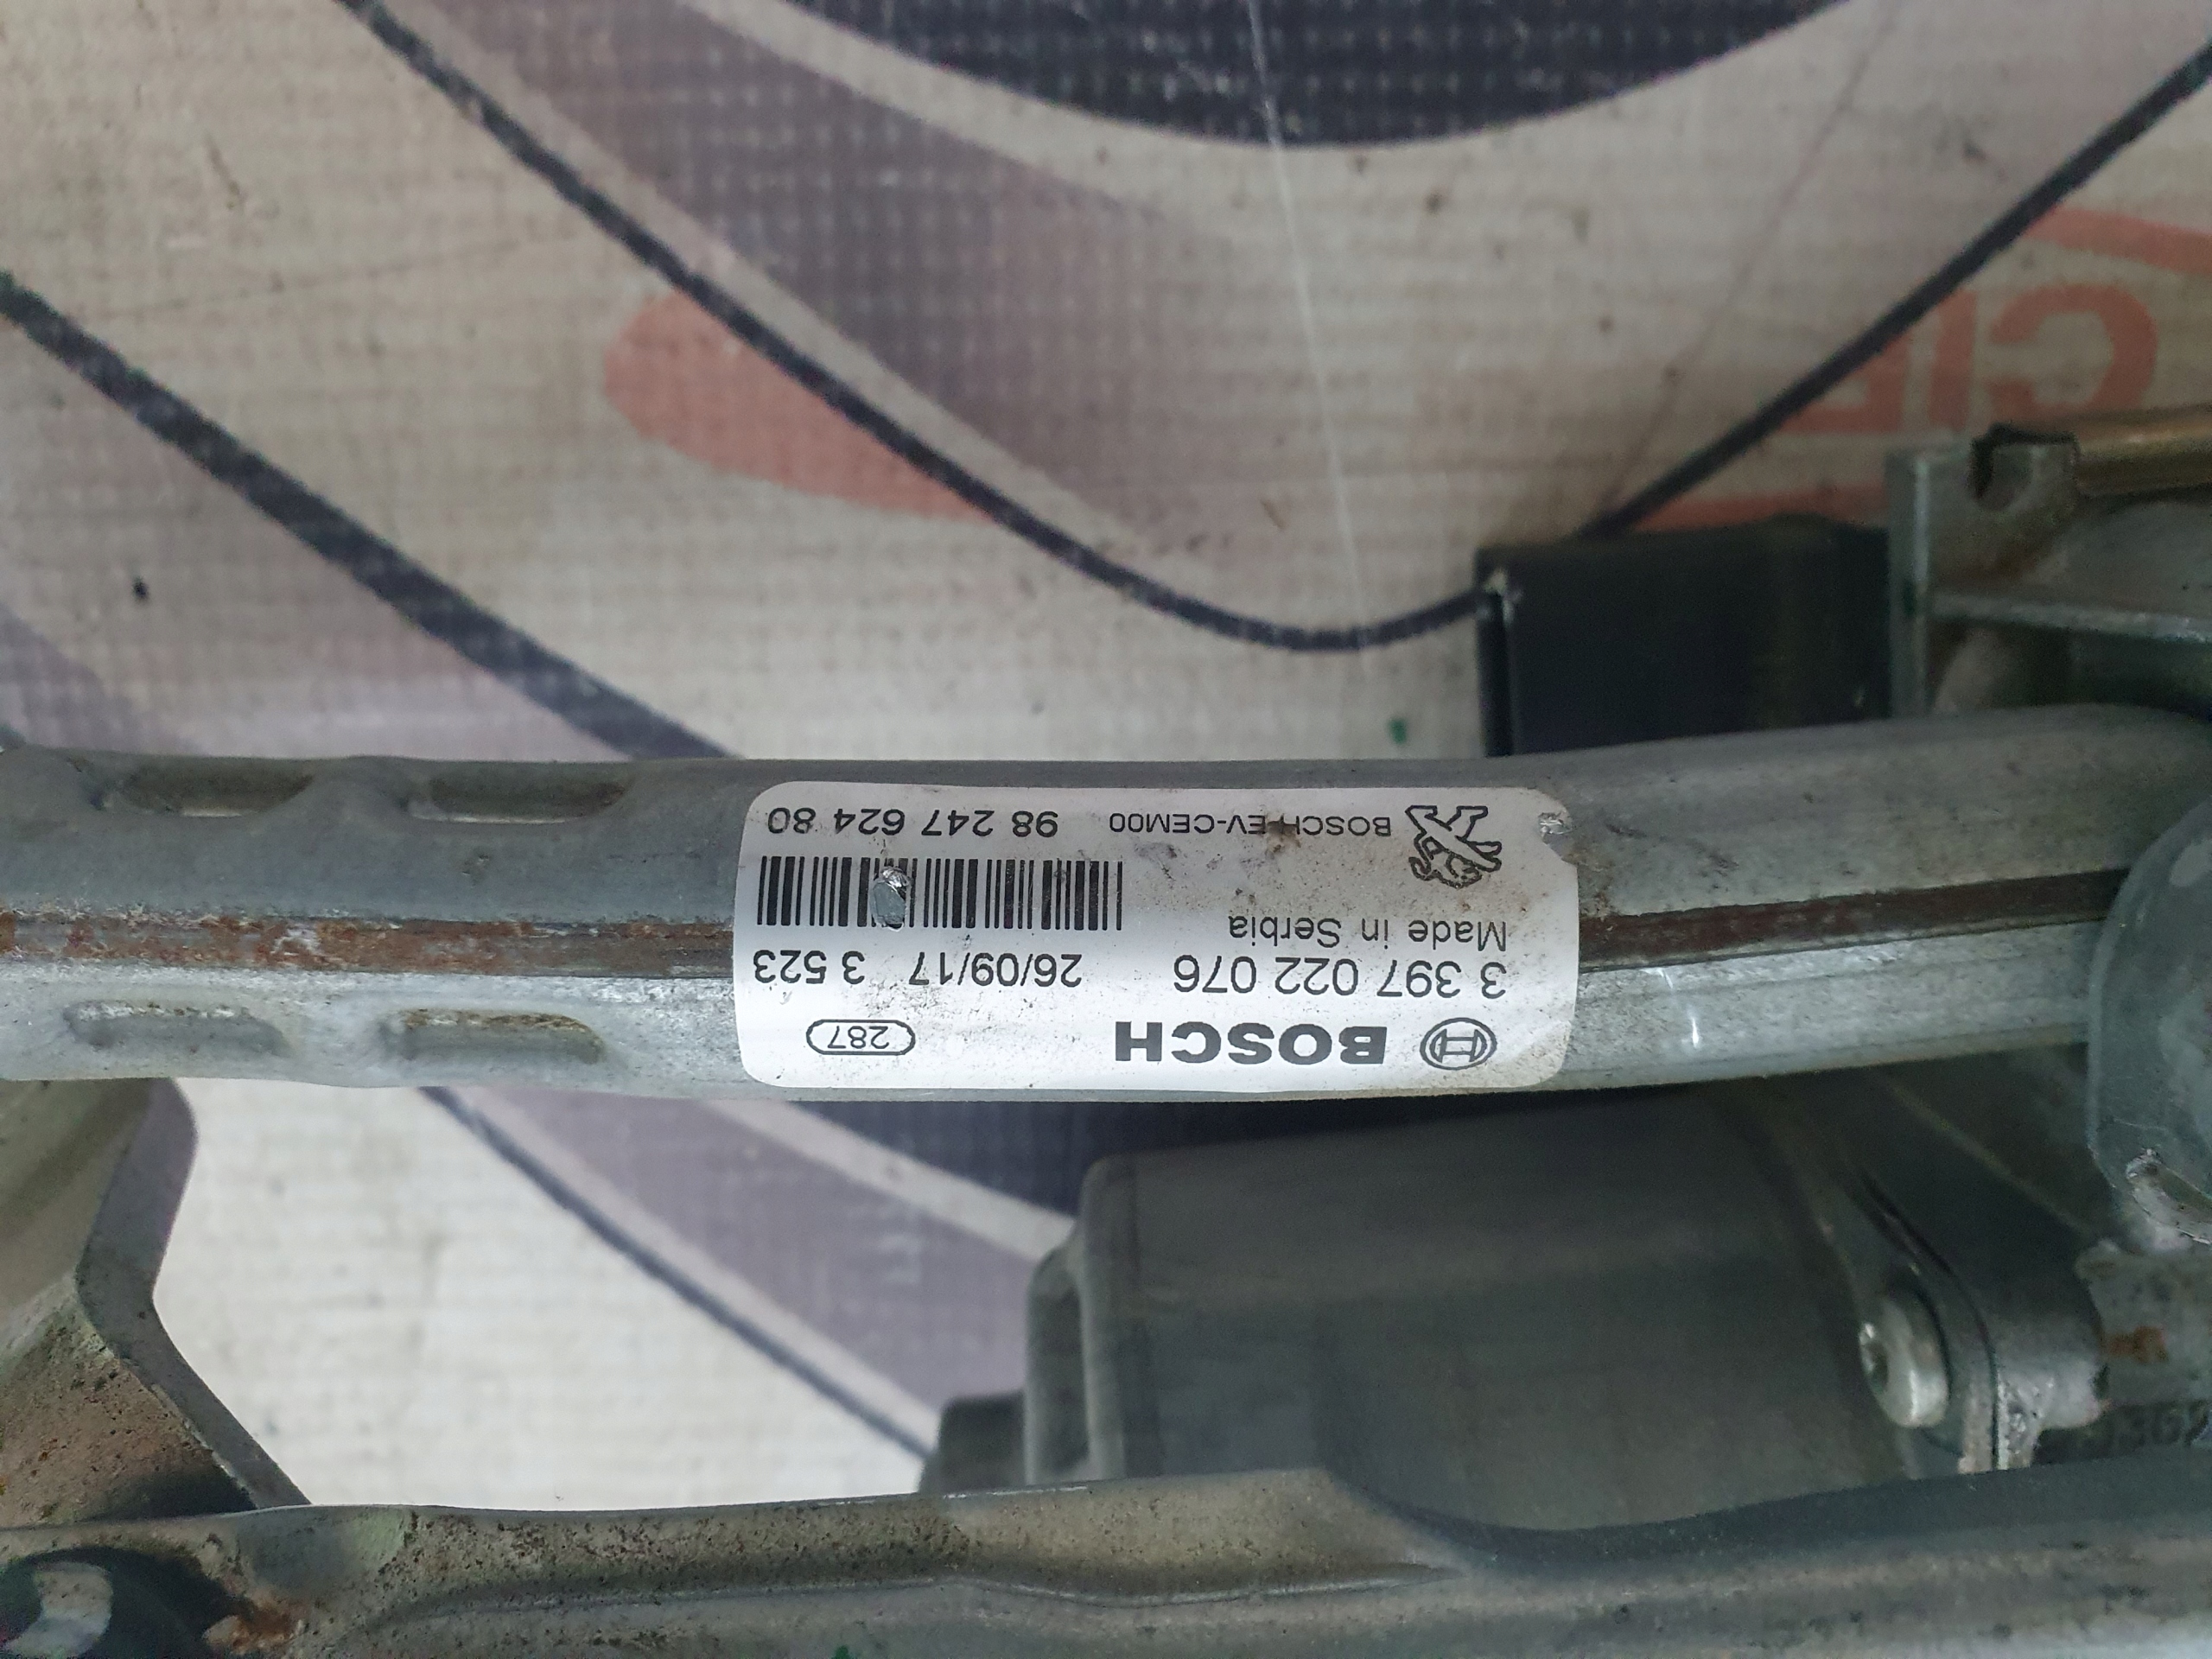 BOSCH 287
3 397 022 076 26/09/17 3 523
Made in Serbia
BOSCH-EV-CEM00 98 247 624 80